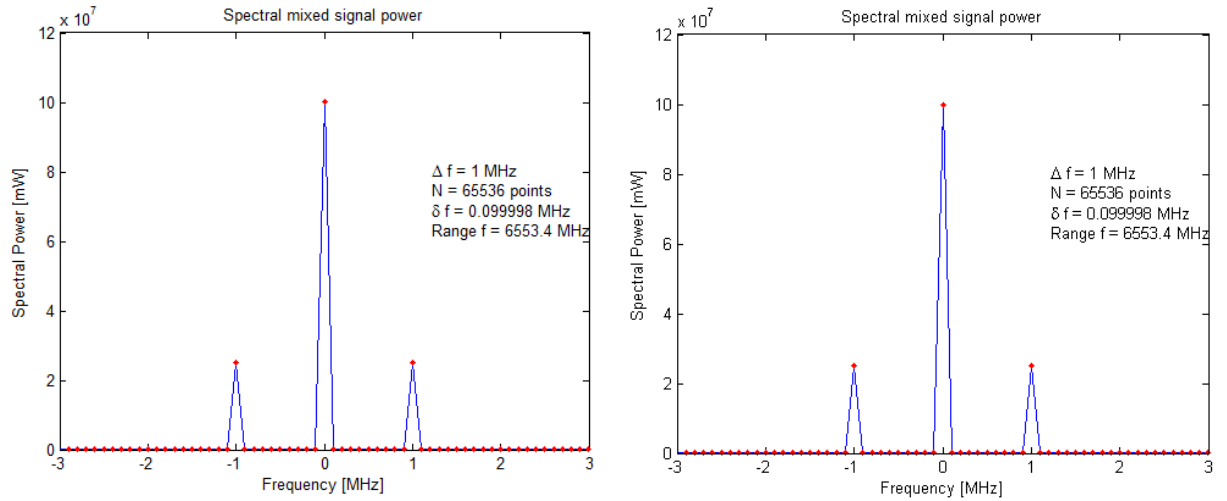 Spectral mixed signal power
x 10^7
12
10
8
6
4
2
0
-3
-2
-1
0
1
2
3
Spectral Power [mW]
Frequency [MHz]
Δ f = 1 MHz
N = 65536 points
δ f = 0.099998 MHz
Range f = 6553.4 MHz
Spectral mixed signal power
x 10^7
12
10
8
6
4
2
0
-3
-2
-1
0
1
2
3
Spectral Power [mW]
Frequency [MHz]
Δ f = 1 MHz
N = 65536 points
δ f = 0.099998 MHz
Range f = 6553.4 MHz